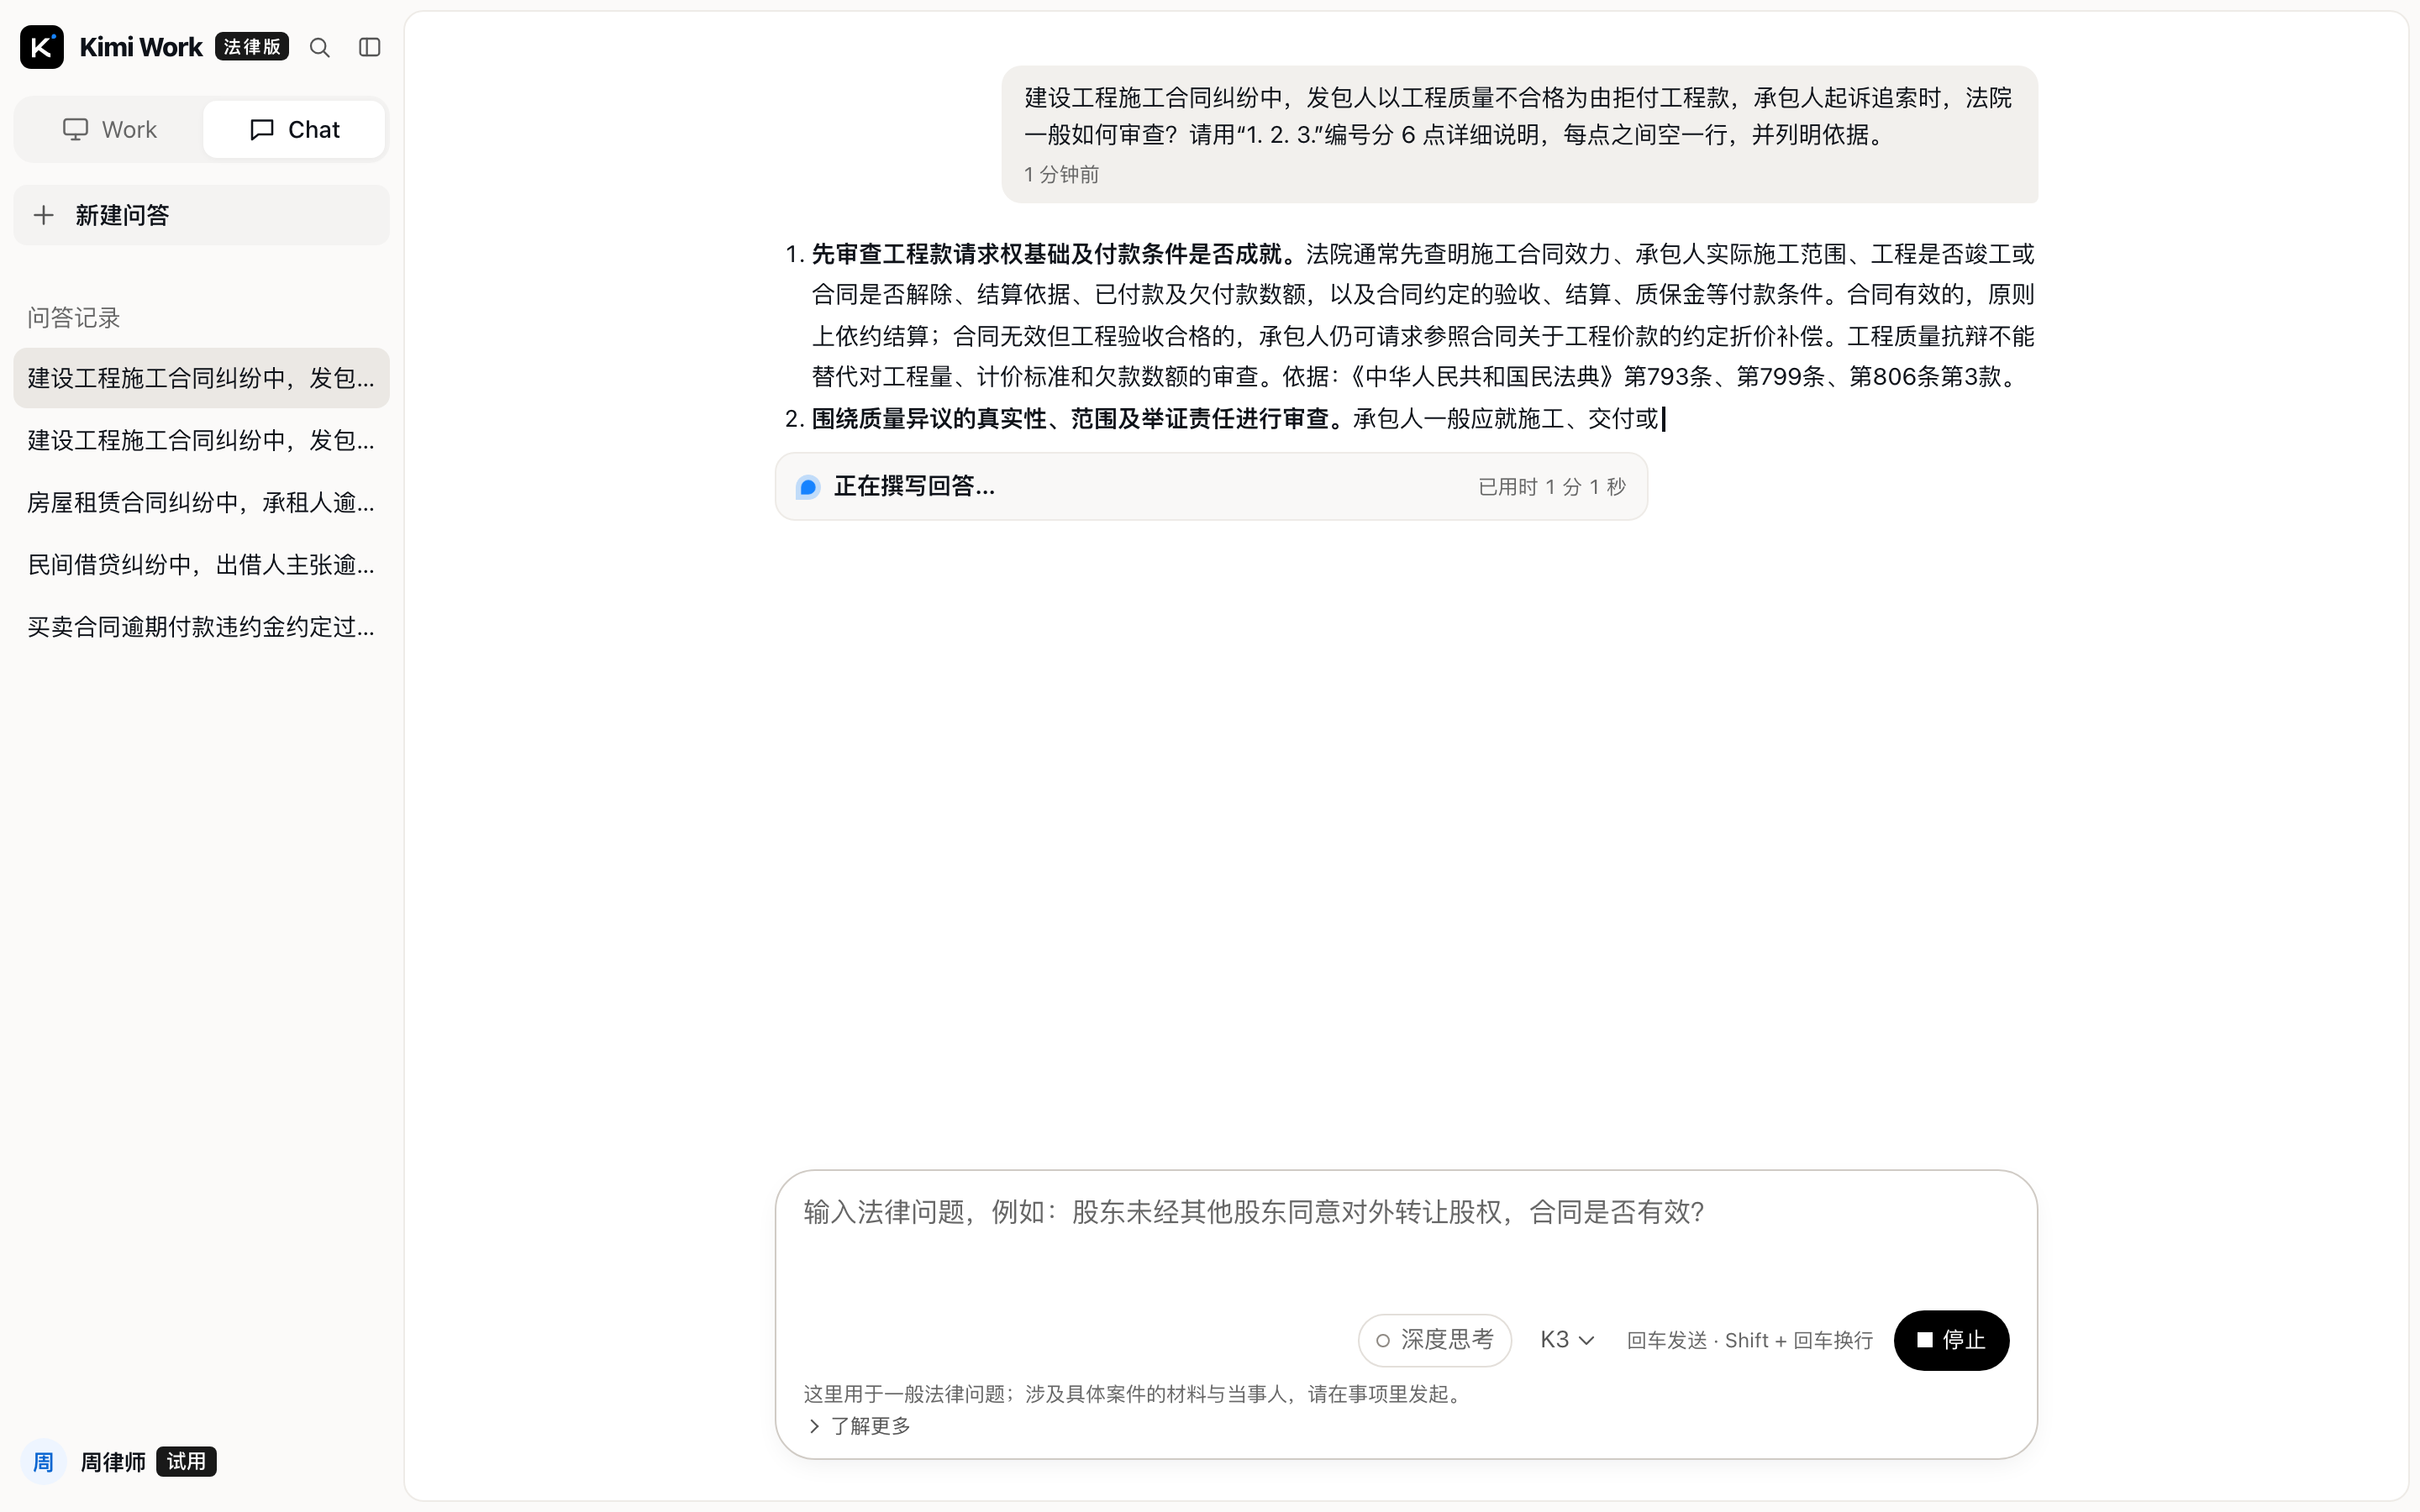 Kimi Work 法律版
Work
Chat
新建问答
问答记录
建设工程施工合同纠纷中，发包...
建设工程施工合同纠纷中，发包...
房屋租赁合同纠纷中，承租人逾...
民间借贷纠纷中，出借人主张逾...
买卖合同逾期付款违约金约定过...
周 周律师 试用
建设工程施工合同纠纷中，发包人以工程质量不合格为由拒付工程款，承包人起诉追索时，法院
一般如何审查？请用“1. 2. 3.”编号分 6 点详细说明，每点之间空一行，并列明依据。
1 分钟前
1. 先审查工程款请求权基础及付款条件是否成就。法院通常先查明施工合同效力、承包人实际施工范围、工程是否竣工或
合同是否解除、结算依据、已付款及欠付款数额，以及合同约定的验收、结算、质保金等付款条件。合同有效的，原则
上依约结算；合同无效但工程验收合格的，承包人仍可请求参照合同关于工程价款的约定折价补偿。工程质量抗辩不能
替代对工程量、计价标准和欠款数额的审查。依据：《中华人民共和国民法典》第793条、第799条、第806条第3款。
2. 围绕质量异议的真实性、范围及举证责任进行审查。承包人一般应就施工、交付或
正在撰写回答...
已用时 1 分 1 秒
输入法律问题，例如：股东未经其他股东同意对外转让股权，合同是否有效？
深度思考
K3
回车发送 · Shift + 回车换行
停止
这里用于一般法律问题；涉及具体案件的材料与当事人，请在事项里发起。
了解更多